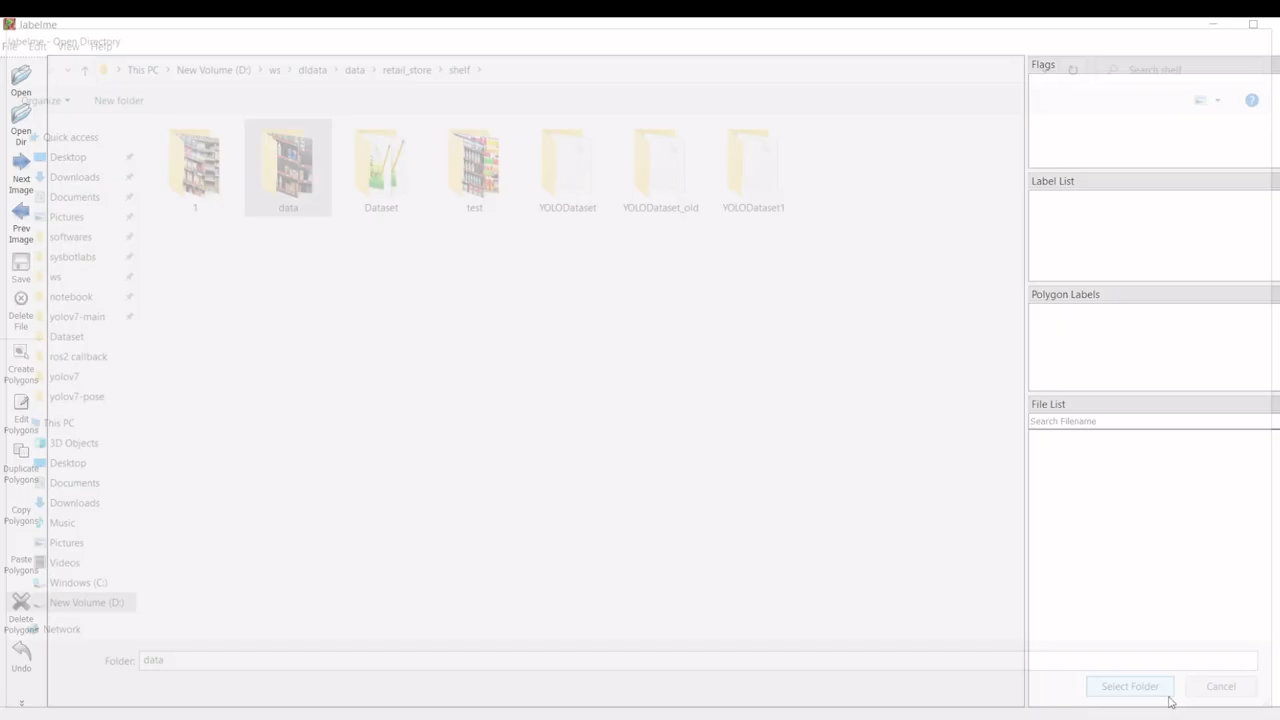 labelme
File Edit View Help
labelme - Open Directory
This PC > New Volume (D:) > ws > dldata > data > retail_store > shelf >
Search shelf
Organize
New folder
Open
Open
Dir
Next
Image
Prev
Image
Save
Delete
File
Create
Polygons
Edit
Polygons
Duplicate
Polygons
Copy
Polygons
Paste
Polygons
Delete
Polygons
Undo
Quick access
Desktop
Downloads
Documents
Pictures
softwares
sysbotlabs
ws
notebook
yolov7-main
Dataset
ros2 callback
yolov7
yolov7-pose
This PC
3D Objects
Desktop
Documents
Downloads
Music
Pictures
Videos
Windows (C:)
New Volume (D:)
Network
1
data
Dataset
test
YOLODataset
YOLODataset_old
YOLODataset1
Flags
Label List
Polygon Labels
File List
Search Filename
Folder: data
Select Folder
Cancel